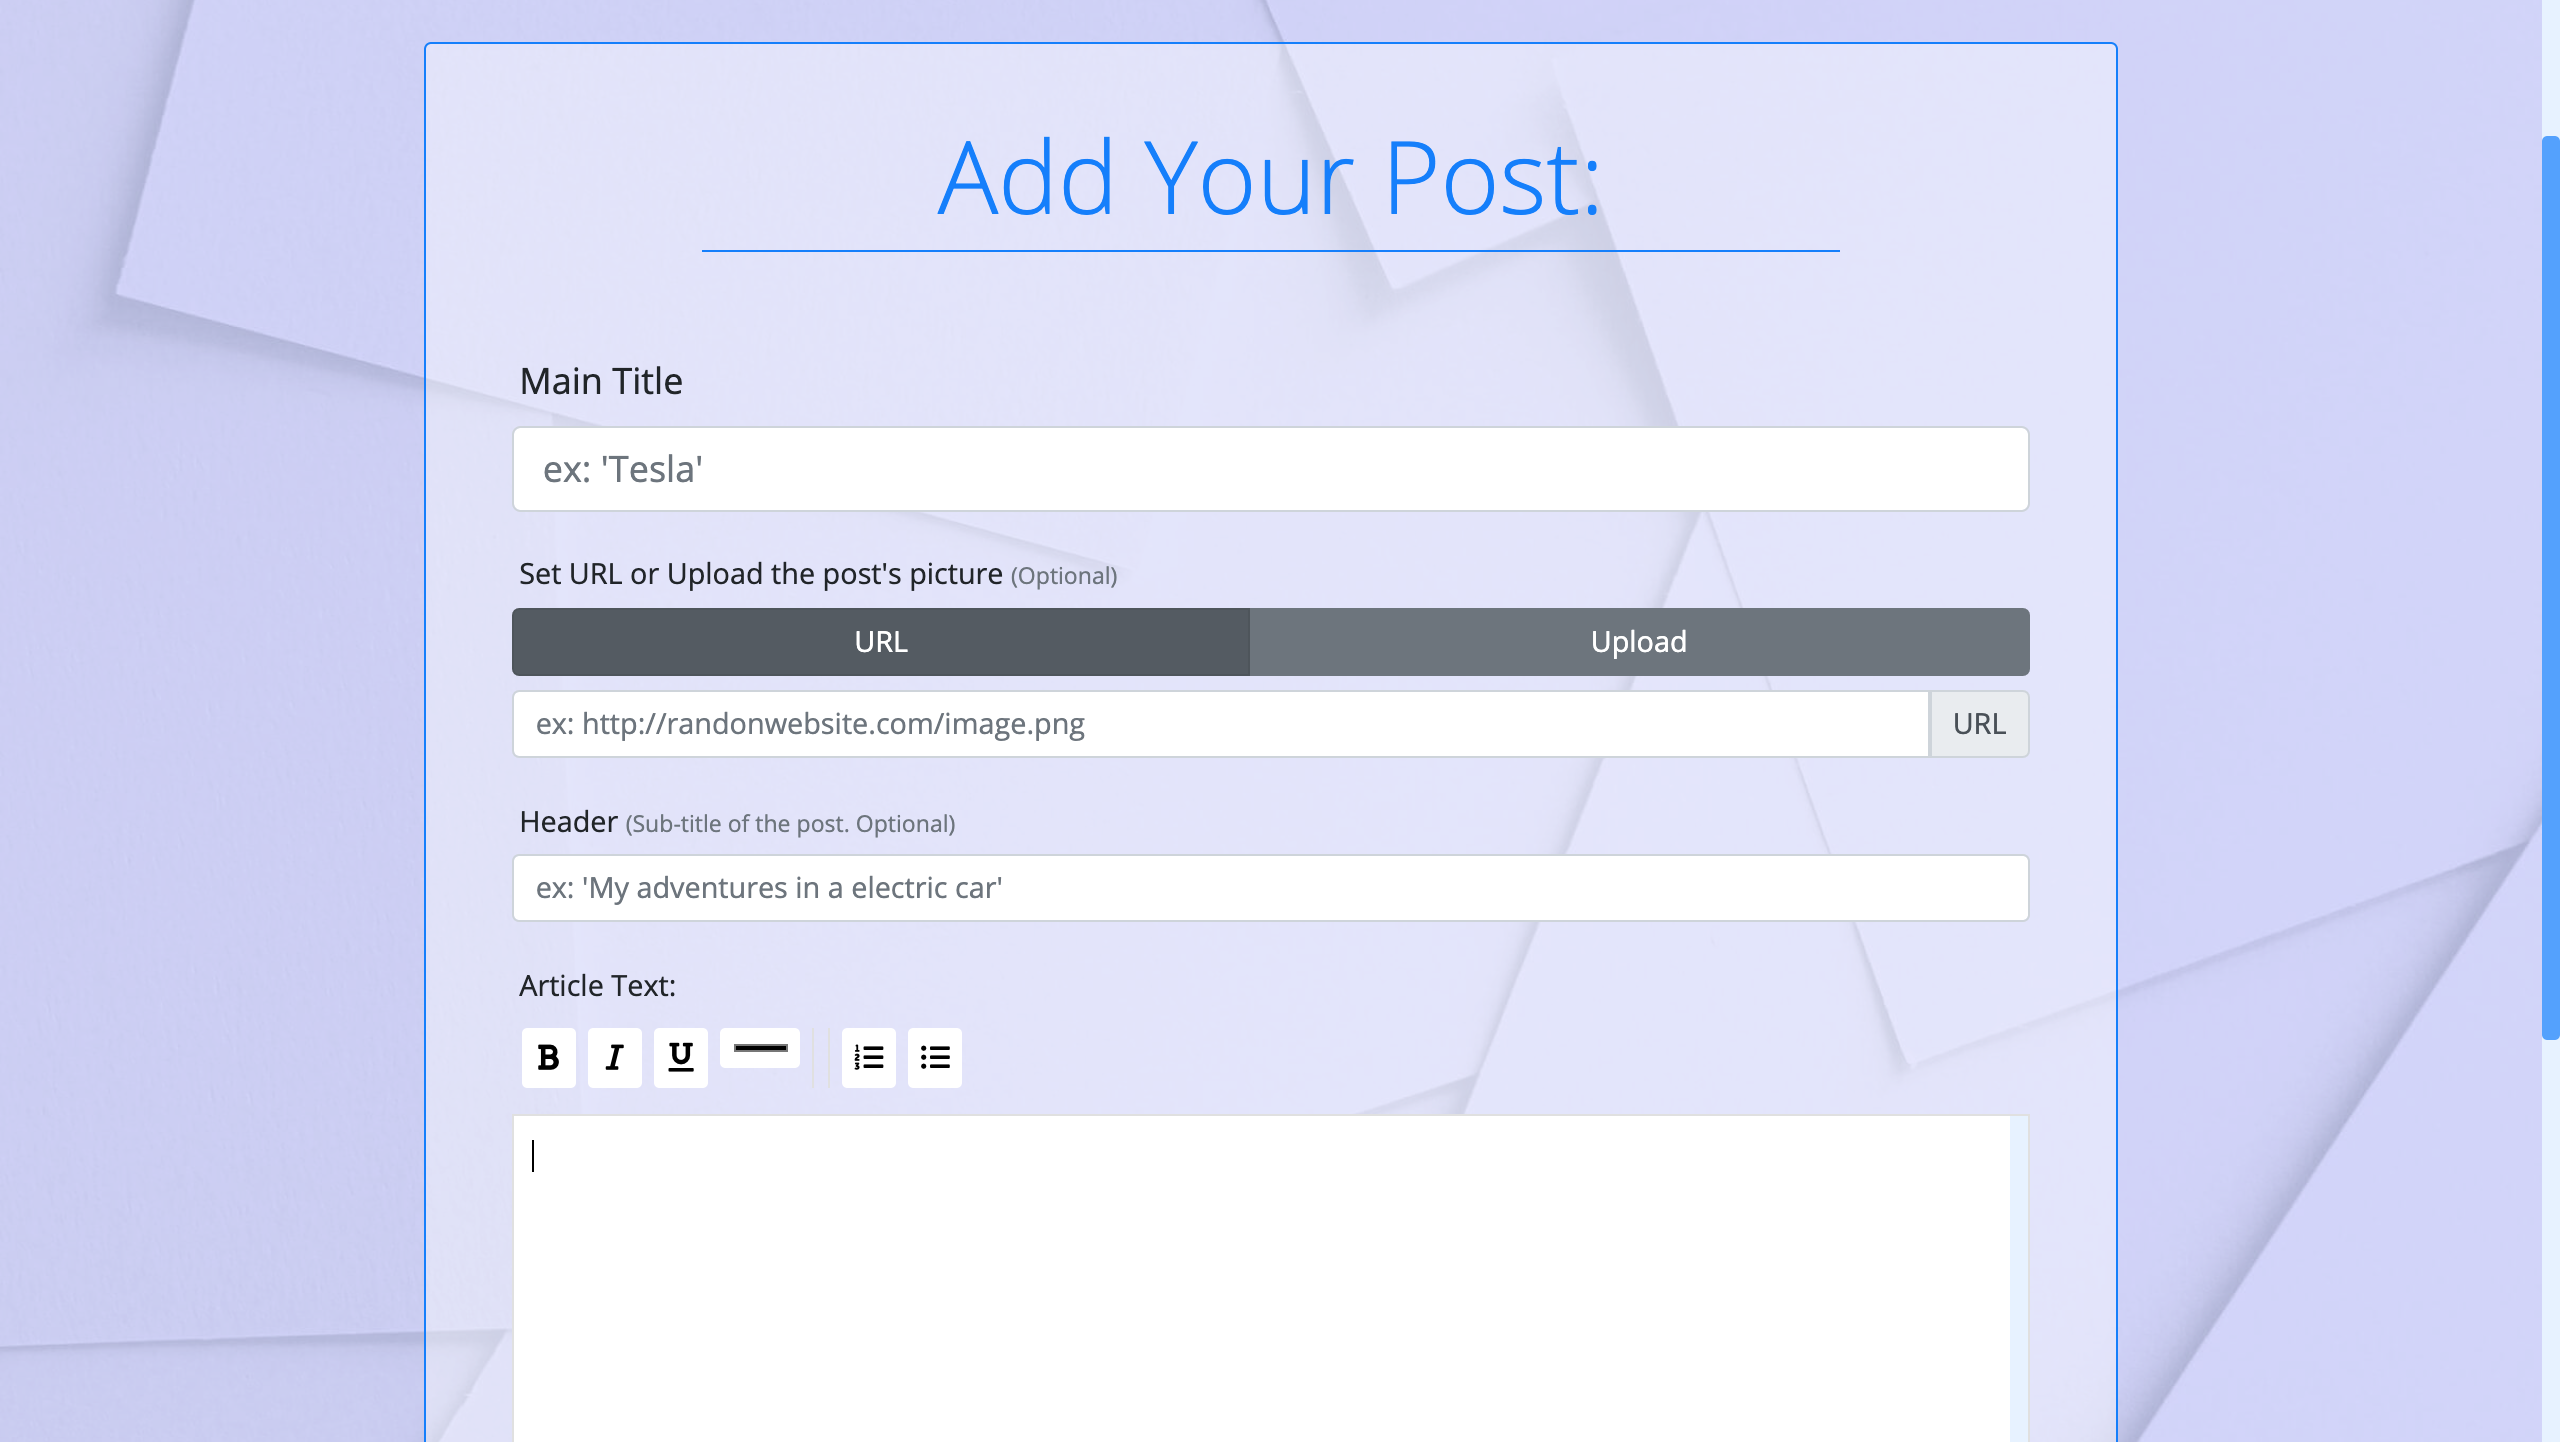 Add Your Post:
Main Title
ex: 'Tesla'
Set URL or Upload the post's picture (Optional)
URL Upload
ex: http://randonwebsite.com/image.png URL
Header (Sub-title of the post. Optional)
ex: 'My adventures in a electric car'
Article Text:
B I U